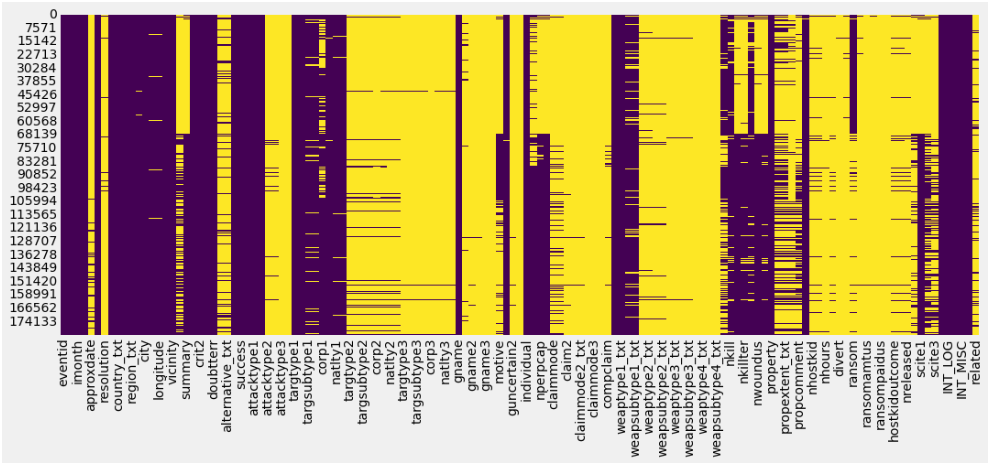 0
7571
15142
22713
30284
37855
45426
52997
60568
68139
75710
83281
90852
98423
105994
113565
121136
128707
136278
143849
151420
158991
166562
174133
eventid
imonth
approxdate
resolution
country_txt
region_txt
city
longitude
vicinity
summary
crit2
doubtterr
alternative_txt
success
attacktype1
attacktype2
attacktype3
targtype1
targsubtype1
corp1
natlty1
targtype2
targsubtype2
corp2
natlty2
targtype3
targsubtype3
corp3
natlty3
gname
gname2
gname3
motive
guncertain2
individual
nperpcap
claimmode
claim2
claimmode2_txt
claimmode3
compclaim
weaptype1_txt
weapsubtype1_txt
weaptype2_txt
weapsubtype2_txt
weaptype3_txt
weapsubtype3_txt
weaptype4_txt
weapsubtype4_txt
nkill
nkillter
nwoundus
property
propextent_txt
propcomment
nhostkid
nhours
divert
ransom
ransomamtus
ransompaidus
hostkidoutcome
nreleased
scite1
scite3
INT_LOG
INT_MISC
related